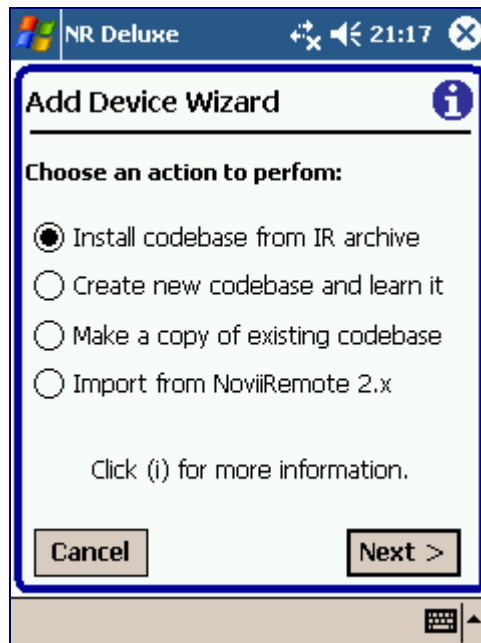 NR Deluxe 21:17
Add Device Wizard i
Choose an action to perfom:
Install codebase from IR archive
Create new codebase and learn it
Make a copy of existing codebase
Import from NoviiRemote 2.x
Click (i) for more information.
Cancel Next >